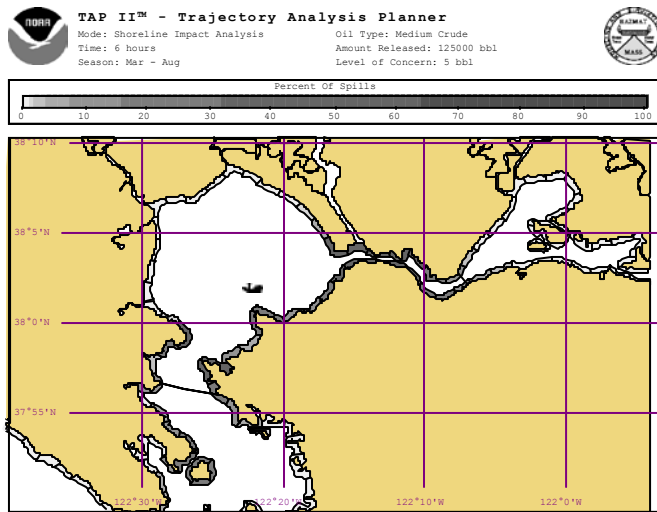 NOAA
TAP II™ - Trajectory Analysis Planner
Mode: Shoreline Impact Analysis
Oil Type: Medium Crude
Time: 6 hours
Amount Released: 125000 bbl
Season: Mar - Aug
Level of Concern: 5 bbl
HAZMAT
MASS
Percent Of Spills
0 10 20 30 40 50 60 70 80 90 100
38°10'N
38°5'N
38°0'N
37°55'N
122°30'W 122°20'W 122°10'W 122°0'W